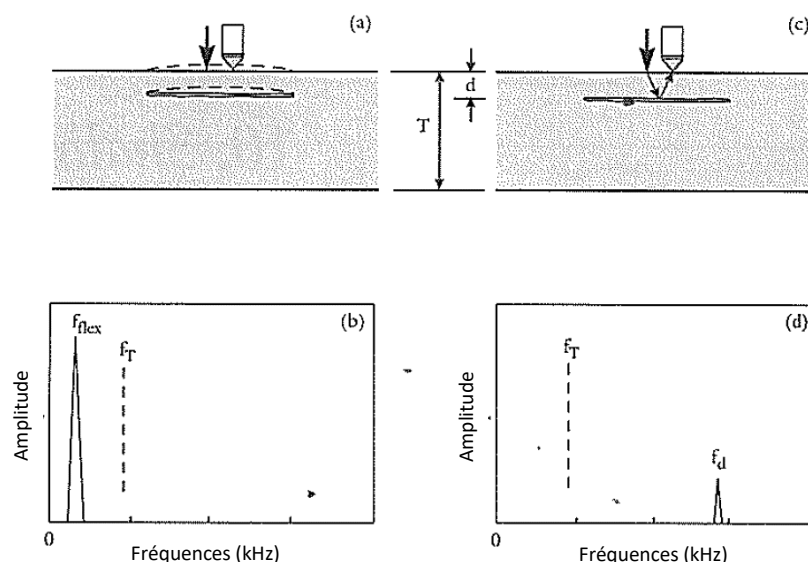 (a)
(c)
d
T
(b)
f_flex
f_T
Amplitude
0
Fréquences (kHz)
(d)
f_T
f_d
Amplitude
0
Fréquences (kHz)